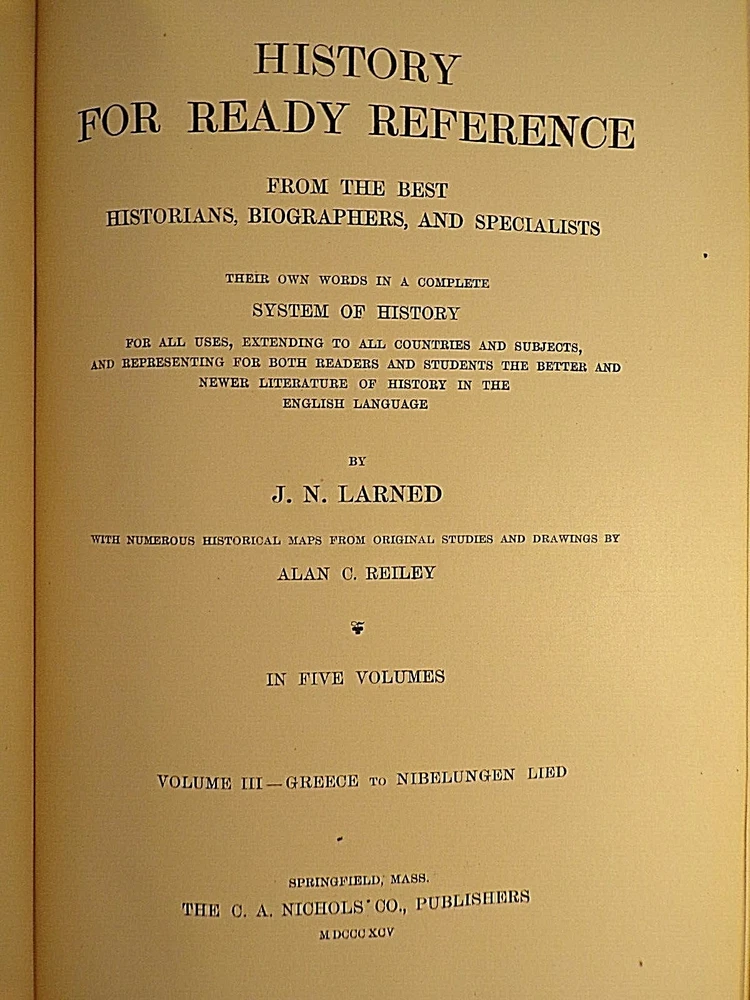 HISTORY
FOR READY REFERENCE
FROM THE BEST
HISTORIANS, BIOGRAPHERS, AND SPECIALISTS
THEIR OWN WORDS IN A COMPLETE
SYSTEM OF HISTORY
FOR ALL USES, EXTENDING TO ALL COUNTRIES AND SUBJECTS,
AND REPRESENTING FOR BOTH READERS AND STUDENTS THE BETTER AND
NEWER LITERATURE OF HISTORY IN THE
ENGLISH LANGUAGE
BY
J. N. LARNED
WITH NUMEROUS HISTORICAL MAPS FROM ORIGINAL STUDIES AND DRAWINGS BY
ALAN C. REILEY
IN FIVE VOLUMES
VOLUME III—GREECE TO NIBELUNGEN LIED
SPRINGFIELD, MASS.
THE C. A. NICHOLS CO., PUBLISHERS
MDCCCXCV